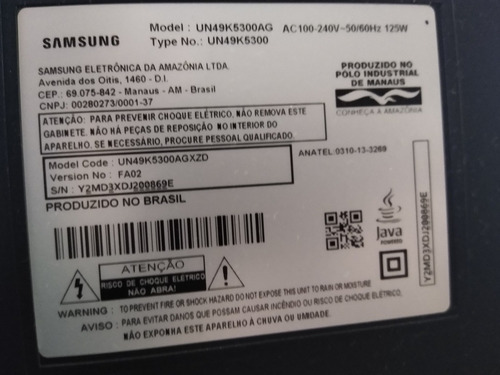 SAMSUNG
Model : UN49K5300AG AC100-240V~50/60Hz 125W
Type No.: UN49K5300
SAMSUNG ELETRÔNICA DA AMAZÔNIA LTDA.
Avenida dos Oitis, 1460 - D.I.
CEP : 69.075-842 - Manaus - AM - Brasil
CNPJ: 00280273/0001-37
PRODUZIDO NO
PÓLO INDUSTRIAL
DE MANAUS
CONHEÇA A AMAZÔNIA
ATENÇÃO: PARA PREVENIR CHOQUE ELÉTRICO, NÃO REMOVA ESTE
GABINETE. NÃO HÁ PEÇAS DE REPOSIÇÃO NO INTERIOR DO
APARELHO. SE NECESSÁRIO, PROCURE PESSOAL QUALIFICADO.
Model Code : UN49K5300AGXZD
Version No : FA02
S/N : Y2MD3XDJ200869E
ANATEL:0310-13-3269
PRODUZIDO NO BRASIL
Java
POWERED
Y2MD3XDJ200869E
ATENÇÃO
RISCO DE CHOQUE ELÉTRICO
NÃO ABRA!
WARNING : TO PREVENT FIRE OR SHOCK HAZARD DO NOT EXPOSE THIS UNIT TO RAIN OR MOISTURE
AVISO : PARA EVITAR DANOS QUE POSSAM CAUSAR INCÊNDIO OU RISCO DE CHOQUE ELÉTRICO,
NÃO EXPONHA ESTE APARELHO À CHUVA OU UMIDADE.